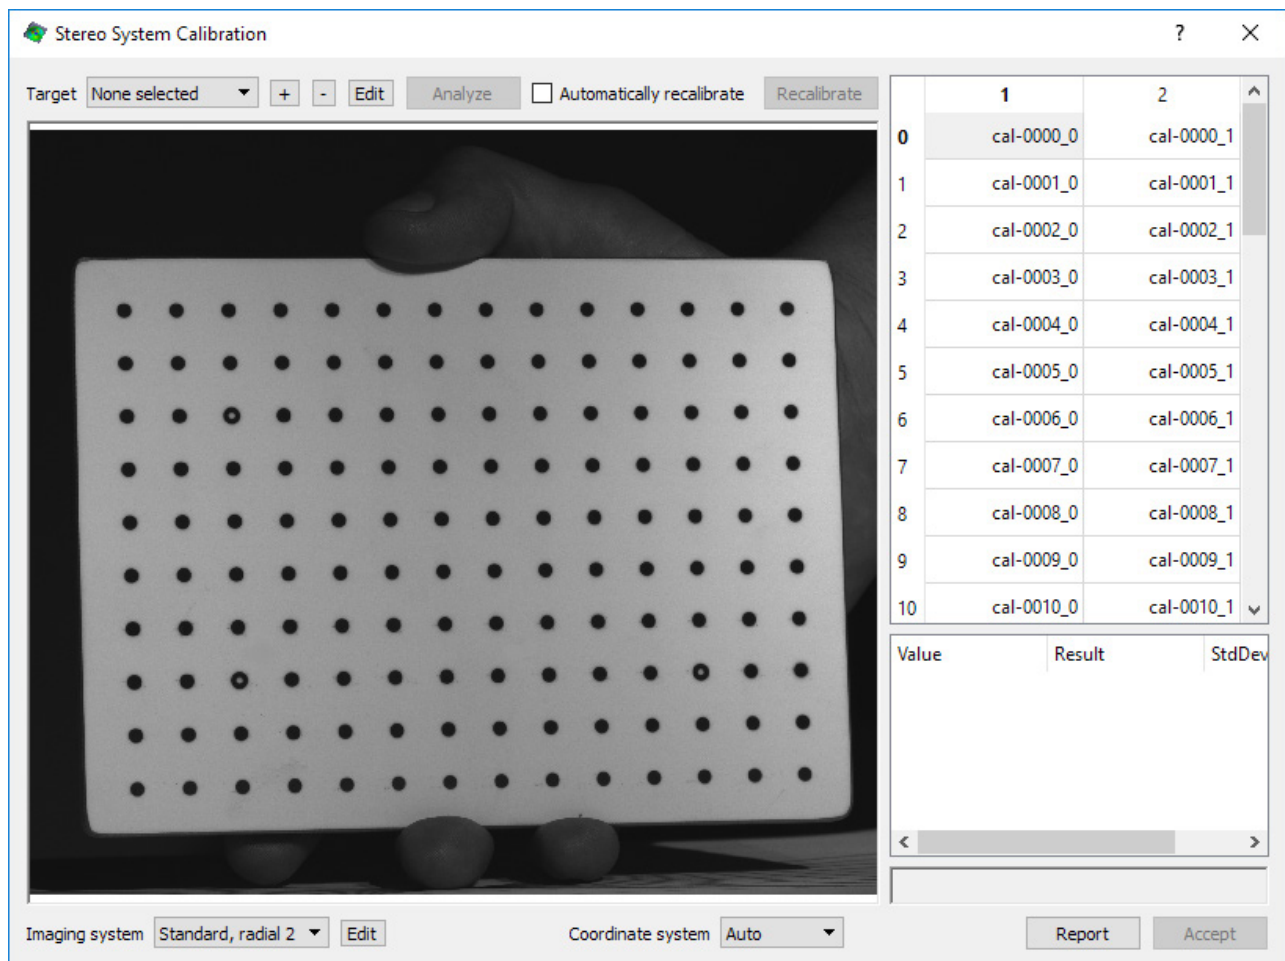 Stereo System Calibration ?
Target None selected + - Edit Analyze Automatically recalibrate Recalibrate
1 2
0 cal-0000_0 cal-0000_1
1 cal-0001_0 cal-0001_1
2 cal-0002_0 cal-0002_1
3 cal-0003_0 cal-0003_1
4 cal-0004_0 cal-0004_1
5 cal-0005_0 cal-0005_1
6 cal-0006_0 cal-0006_1
7 cal-0007_0 cal-0007_1
8 cal-0008_0 cal-0008_1
9 cal-0009_0 cal-0009_1
10 cal-0010_0 cal-0010_1
Value Result StdDev
Imaging system Standard, radial 2 Edit Coordinate system Auto Report Accept